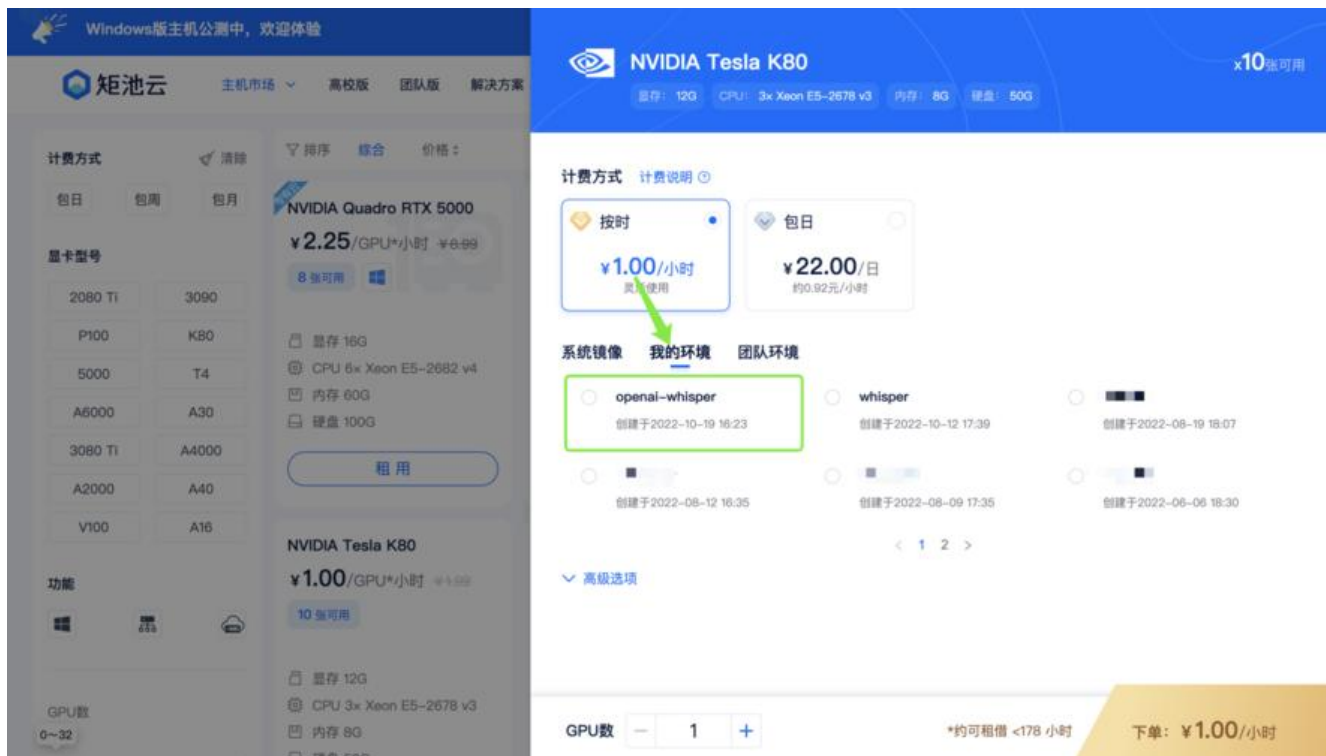 Windows版主机公测中，欢迎体验
矩池云
主机市场 高校版 团队版 解决方案
计费方式 清除
包日 包周 包月
显卡型号
2080 Ti 3090
P100 K80
5000 T4
A6000 A30
3080 Ti A4000
A2000 A40
V100 A16
功能
GPU数
0~32
排序 综合 价格
NVIDIA Quadro RTX 5000
¥2.25/GPU*小时 ¥8.99
8 张可用
显存 16G
CPU 6x Xeon E5-2682 v4
内存 60G
硬盘 100G
租用
NVIDIA Tesla K80
¥1.00/GPU*小时 ¥1.99
10 张可用
显存 12G
CPU 3x Xeon E5-2678 v3
内存 8G
NVIDIA Tesla K80
x10张可用
显存: 12G CPU: 3x Xeon E5-2678 v3 内存: 8G 硬盘: 50G
计费方式 计费说明
按时 包日
¥1.00/小时 ¥22.00/日
使用 约0.92元/小时
系统镜像 我的环境 团队环境
openai-whisper whisper
创建于2022-10-19 16:23 创建于2022-10-12 17:39 创建于2022-08-19 18:07
创建于2022-08-12 16:35 创建于2022-08-09 17:35 创建于2022-06-06 18:30
< 1 2 >
高级选项
GPU数 － 1 + *约可租借 <178 小时 下单: ¥1.00/小时